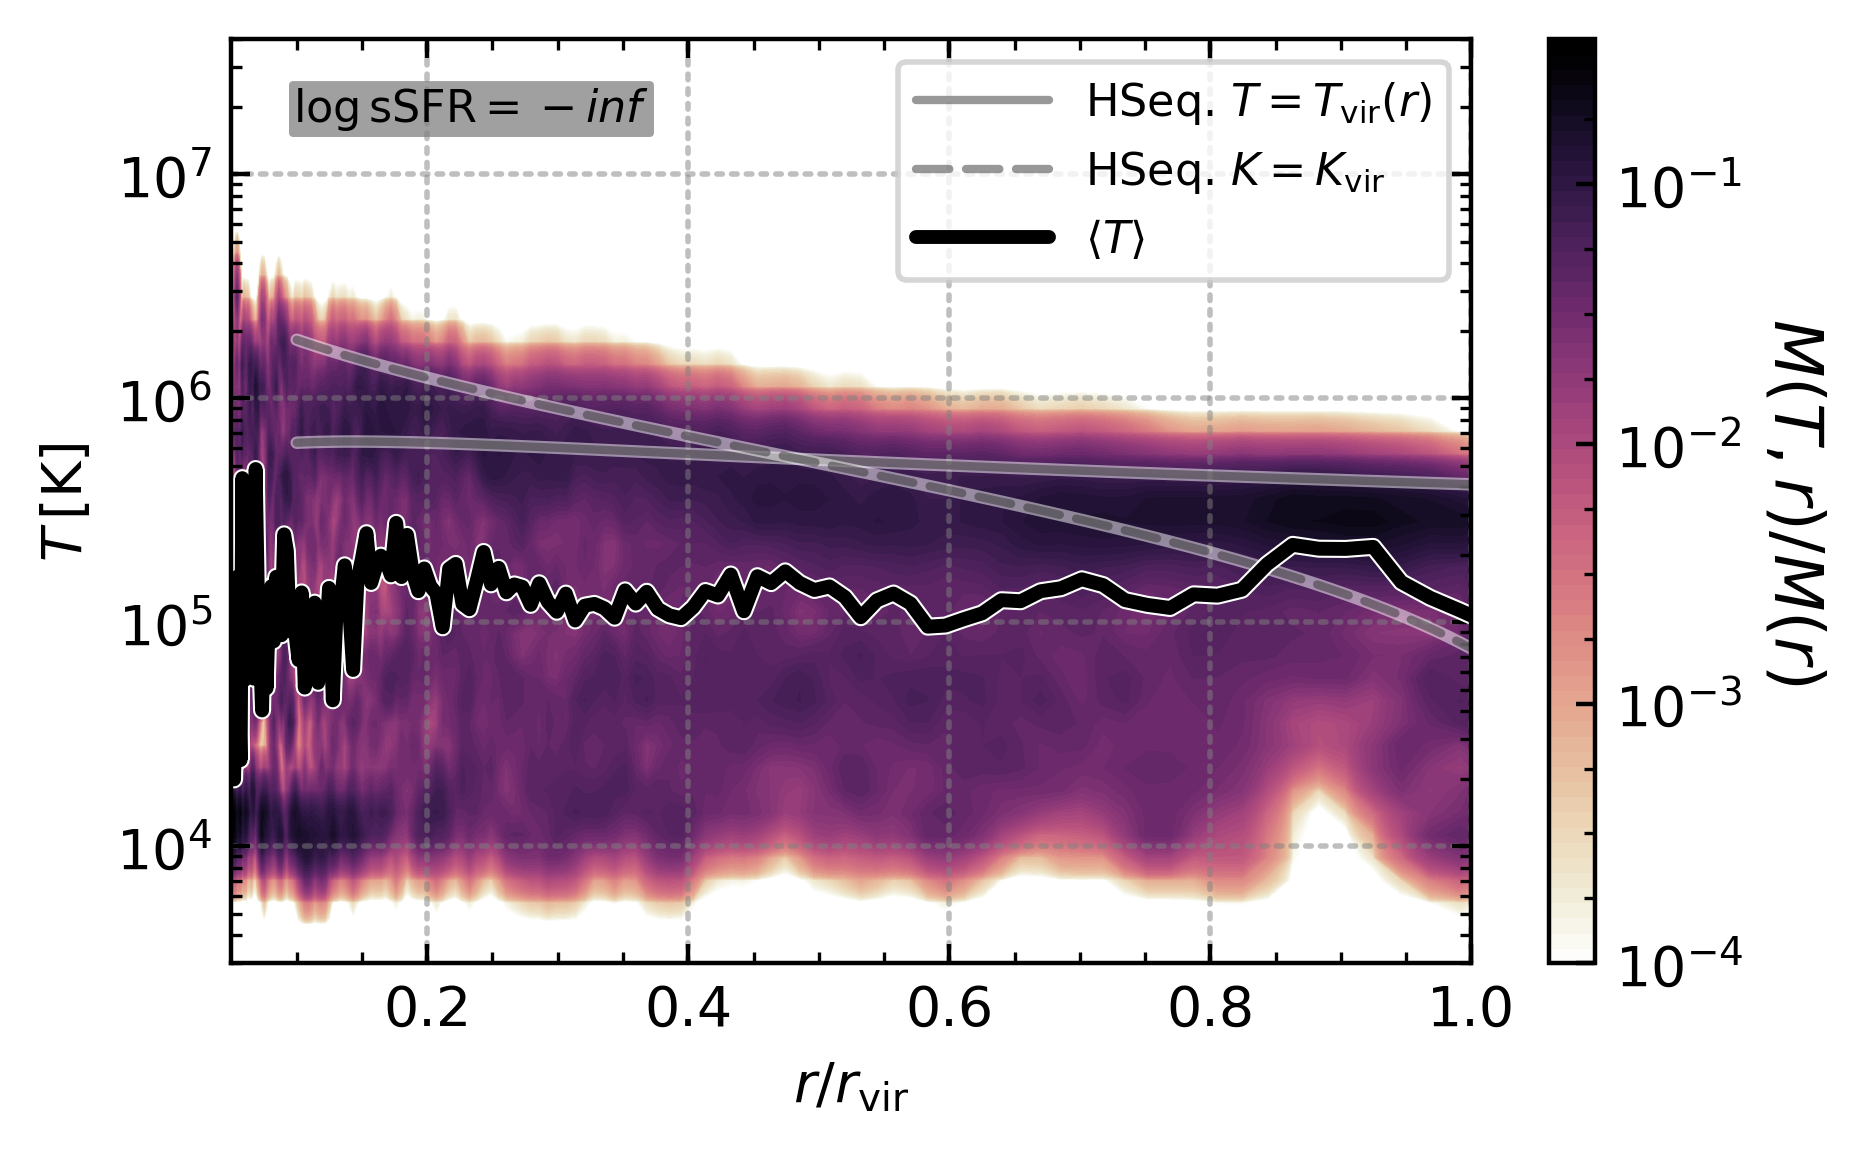 log sSFR = −inf
HSeq. T = T_vir(r)
HSeq. K = K_vir
⟨T⟩
T [K]
10^7
10^6
10^5
10^4
0.2 0.4 0.6 0.8 1.0
r/r_vir
10^−1
10^−2
10^−3
10^−4
M(T, r)/M(r)